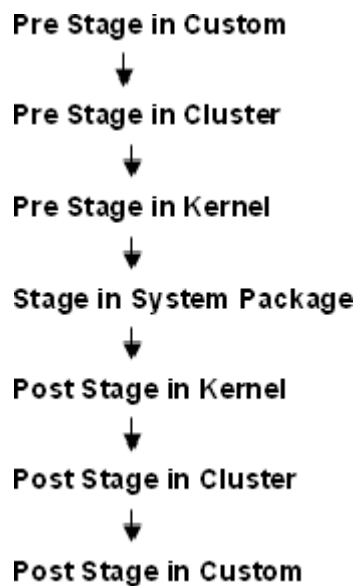 Pre Stage in Custom
Pre Stage in Cluster
Pre Stage in Kernel
Stage in System Package
Post Stage in Kernel
Post Stage in Cluster
Post Stage in Custom